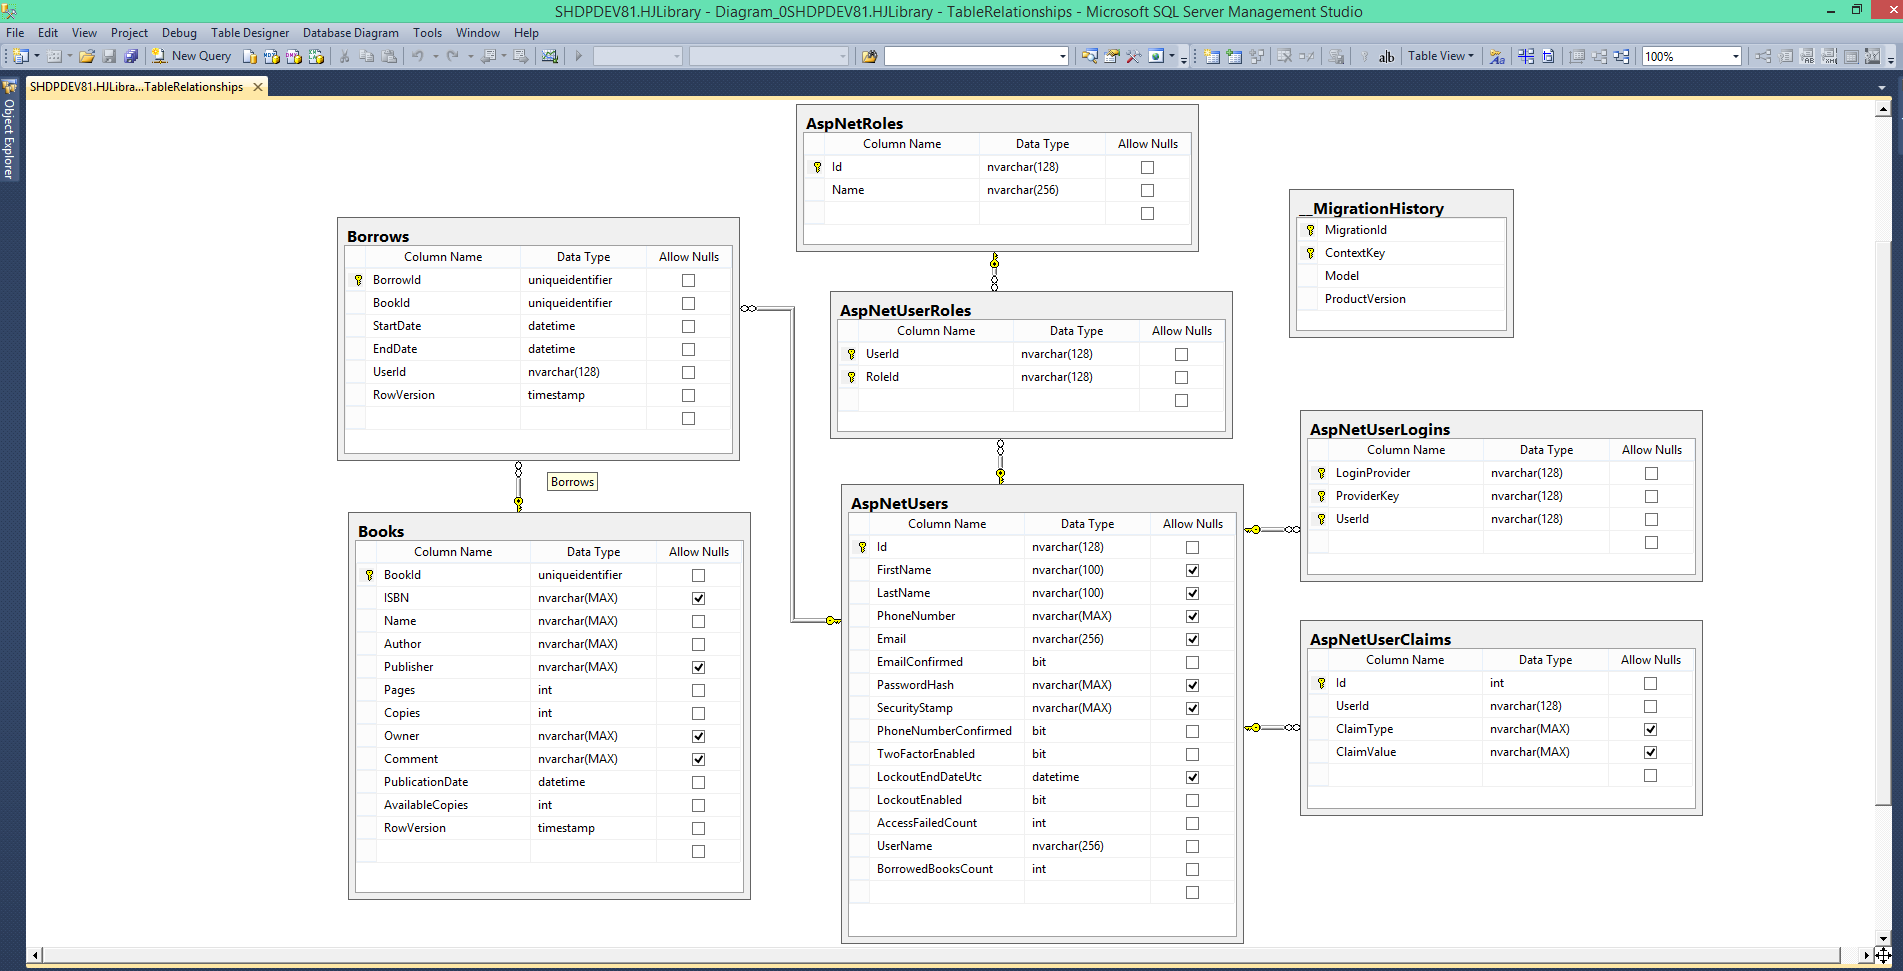 SHDPDEV81.HJLibrary - Diagram_0SHDPDEV81.HJLibrary - TableRelationships - Microsoft SQL Server Management Studio
File Edit View Project Debug Table Designer Database Diagram Tools Window Help
New Query Table View 100%
SHDPDEV81.HJLibra...TableRelationships
Object Explorer
AspNetRoles
Column Name Data Type Allow Nulls
Id nvarchar(128)
Name nvarchar(256)
__MigrationHistory
MigrationId
ContextKey
Model
ProductVersion
Borrows
Column Name Data Type Allow Nulls
BorrowId uniqueidentifier
BookId uniqueidentifier
StartDate datetime
EndDate datetime
UserId nvarchar(128)
RowVersion timestamp
AspNetUserRoles
Column Name Data Type Allow Nulls
UserId nvarchar(128)
RoleId nvarchar(128)
AspNetUserLogins
Column Name Data Type Allow Nulls
LoginProvider nvarchar(128)
ProviderKey nvarchar(128)
UserId nvarchar(128)
Borrows
Books
Column Name Data Type Allow Nulls
BookId uniqueidentifier
ISBN nvarchar(MAX)
Name nvarchar(MAX)
Author nvarchar(MAX)
Publisher nvarchar(MAX)
Pages int
Copies int
Owner nvarchar(MAX)
Comment nvarchar(MAX)
PublicationDate datetime
AvailableCopies int
RowVersion timestamp
AspNetUsers
Column Name Data Type Allow Nulls
Id nvarchar(128)
FirstName nvarchar(100)
LastName nvarchar(100)
PhoneNumber nvarchar(MAX)
Email nvarchar(256)
EmailConfirmed bit
PasswordHash nvarchar(MAX)
SecurityStamp nvarchar(MAX)
PhoneNumberConfirmed bit
TwoFactorEnabled bit
LockoutEndDateUtc datetime
LockoutEnabled bit
AccessFailedCount int
UserName nvarchar(256)
BorrowedBooksCount int
AspNetUserClaims
Column Name Data Type Allow Nulls
Id int
UserId nvarchar(128)
ClaimType nvarchar(MAX)
ClaimValue nvarchar(MAX)